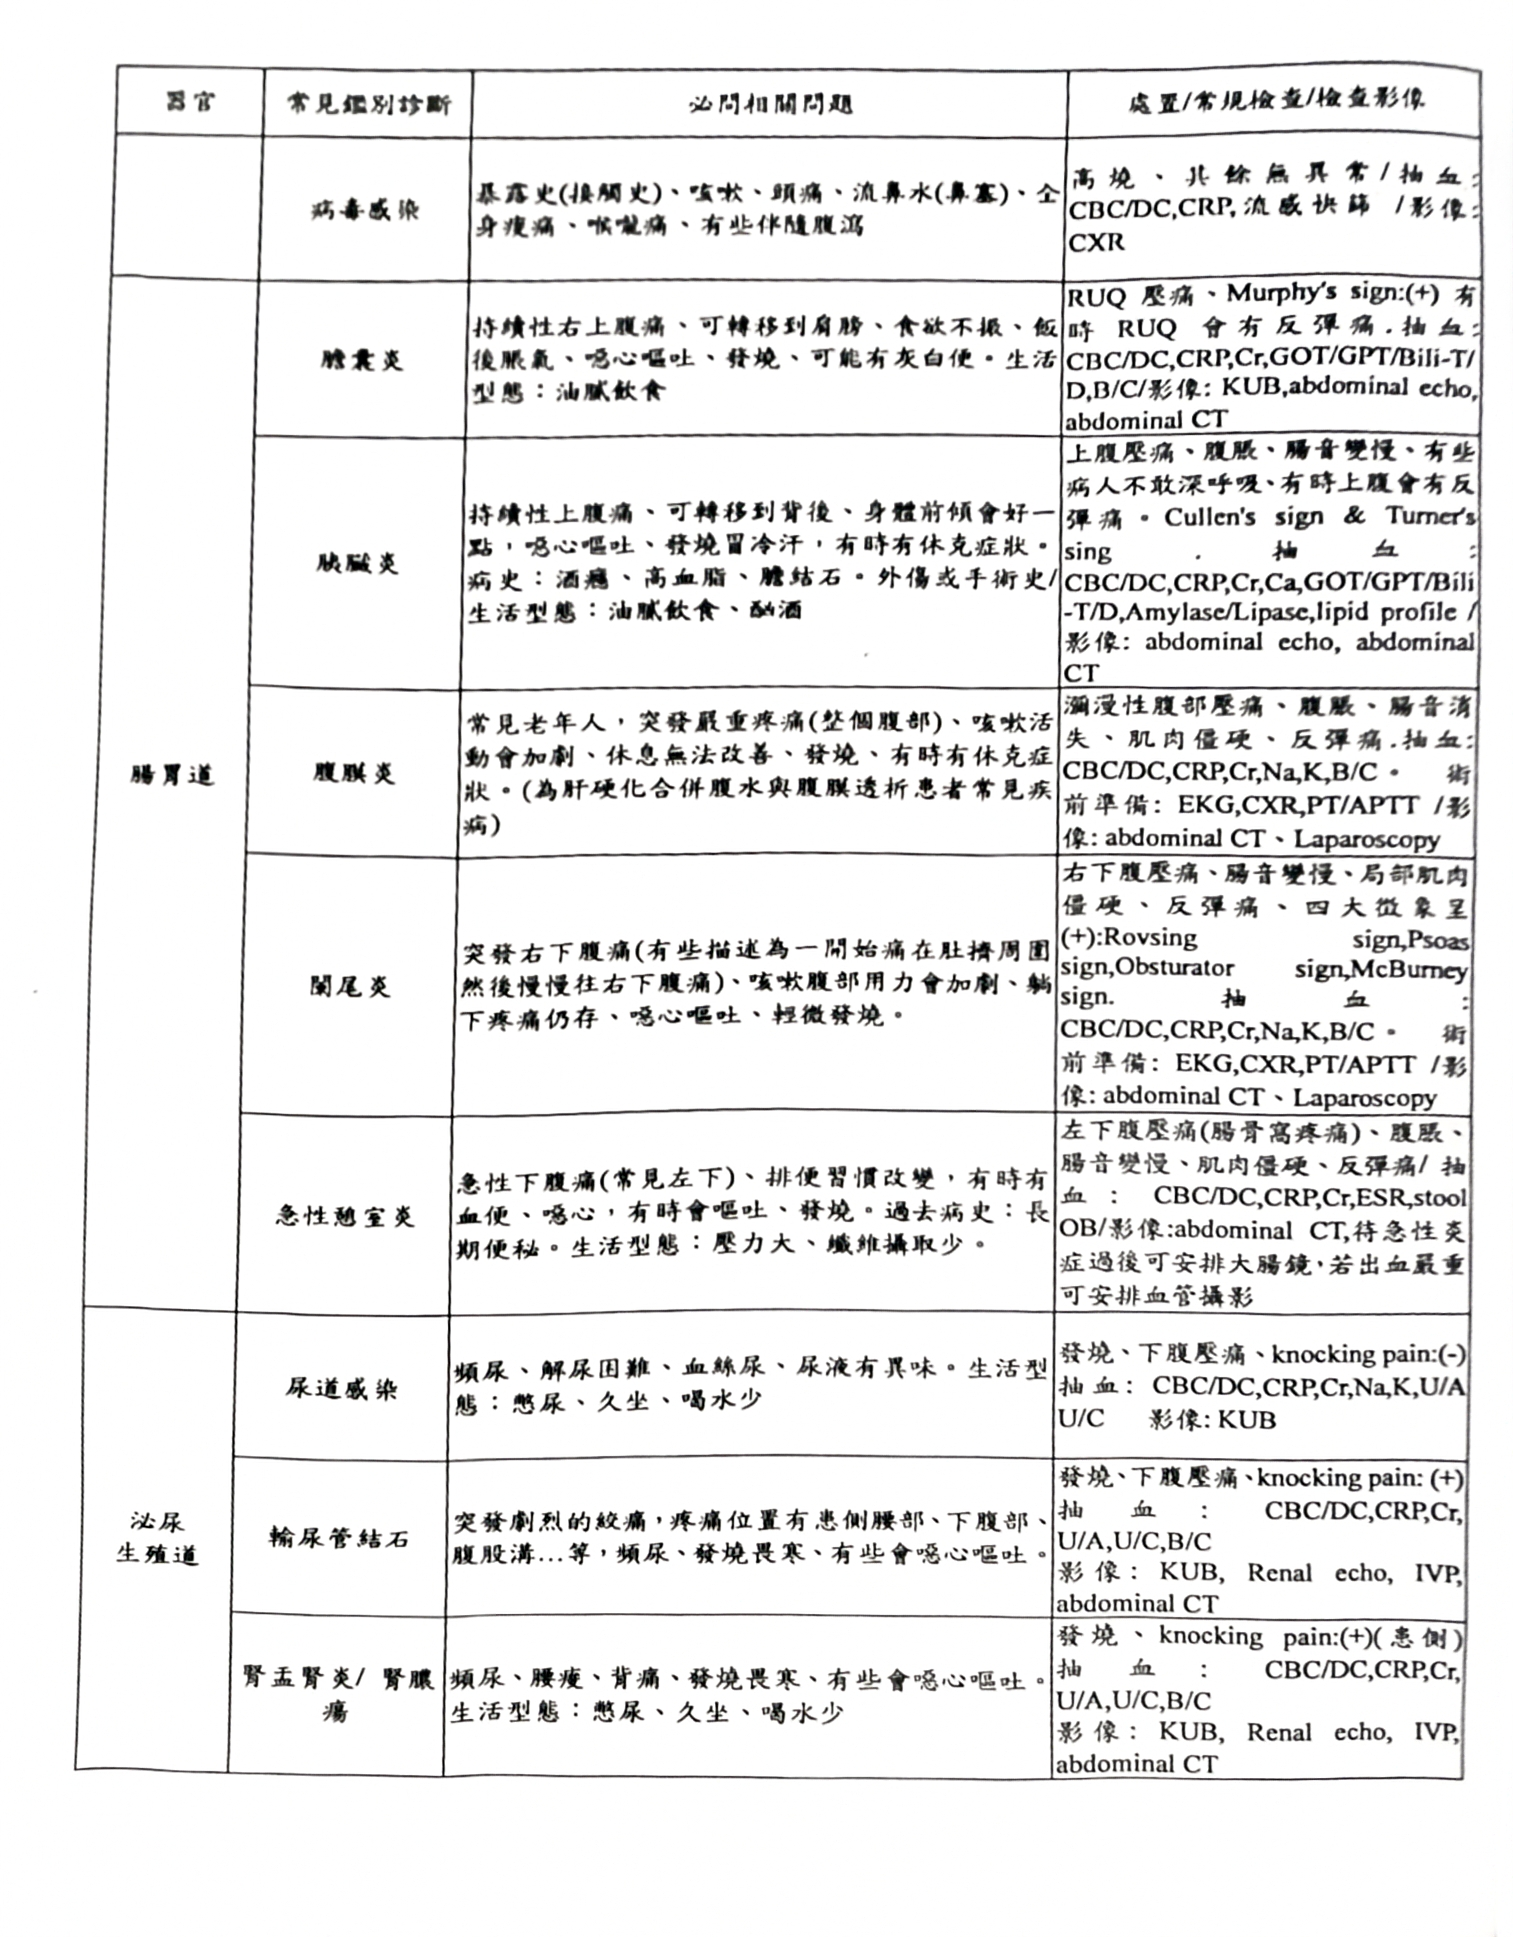 器官
常見鑑別診斷
必問相關問題
處置/常規檢查/檢查影像
病毒感染
暴露史(接觸史)、咳嗽、頭痛、流鼻水(鼻塞)、全
身痠痛、喉嚨痛、有些伴隨腹瀉
高燒、其餘無異常/抽血:
CBC/DC,CRP,流感快篩 /影像:
CXR
腸胃道
膽囊炎
持續性右上腹痛、可轉移到肩膀、食欲不振、飯
後脹氣、噁心嘔吐、發燒、可能有灰白便。生活
型態：油膩飲食
RUQ 壓痛、Murphy's sign:(+) 有
時 RUQ 會有反彈痛.抽血:
CBC/DC,CRP,Cr,GOT/GPT/Bili-T/
D,B/C/影像: KUB,abdominal echo,
abdominal CT
胰臟炎
持續性上腹痛、可轉移到背後、身體前傾會好一
點，噁心嘔吐、發燒冒冷汗，有時有休克症狀。
病史：酒癮、高血脂、膽結石。外傷或手術史/
生活型態：油膩飲食、酗酒
上腹壓痛、腹脹、腸音變慢、有些
病人不敢深呼吸、有時上腹會有反
彈痛。Cullen's sign & Turner's
sing . 抽血:
CBC/DC,CRP,Cr,Ca,GOT/GPT/Bili
-T/D,Amylase/Lipase,lipid profile /
影像: abdominal echo, abdominal
CT
腹膜炎
常見老年人，突發嚴重疼痛(整個腹部)、咳嗽活
動會加劇、休息無法改善、發燒、有時有休克症
狀。(為肝硬化合併腹水與腹膜透析患者常見疾
病)
瀰漫性腹部壓痛、腹脹、腸音消
失、肌肉僵硬、反彈痛.抽血:
CBC/DC,CRP,Cr,Na,K,B/C。 術
前準備: EKG,CXR,PT/APTT /影
像: abdominal CT、Laparoscopy
闌尾炎
突發右下腹痛(有些描述為一開始痛在肚擠周圍
然後慢慢往右下腹痛)、咳嗽腹部用力會加劇、躺
下疼痛仍存、噁心嘔吐、輕微發燒。
右下腹壓痛、腸音變慢、局部肌肉
僵硬、反彈痛、四大徵象呈
(+):Rovsing sign,Psoas
sign,Obsturator sign,McBurney
sign. 抽血:
CBC/DC,CRP,Cr,Na,K,B/C。 術
前準備: EKG,CXR,PT/APTT /影
像: abdominal CT、Laparoscopy
急性憩室炎
急性下腹痛(常見左下)、排便習慣改變，有時有
血便、噁心，有時會嘔吐、發燒。過去病史：長
期便秘。生活型態：壓力大、纖維攝取少。
左下腹壓痛(腸骨窩疼痛)、腹脹、
腸音變慢、肌肉僵硬、反彈痛/ 抽
血: CBC/DC,CRP,Cr,ESR,stool
OB/影像:abdominal CT,待急性炎
症過後可安排大腸鏡，若出血嚴重
可安排血管攝影
泌尿
生殖道
尿道感染
頻尿、解尿困難、血絲尿、尿液有異味。生活型
態：憋尿、久坐、喝水少
發燒、下腹壓痛、knocking pain:(-)
抽血: CBC/DC,CRP,Cr,Na,K,U/A
U/C 影像: KUB
輸尿管結石
突發劇烈的絞痛，疼痛位置有患側腰部、下腹部、
腹股溝...等，頻尿、發燒畏寒、有些會噁心嘔吐。
發燒、下腹壓痛、knocking pain: (+)
抽血: CBC/DC,CRP,Cr,
U/A,U/C,B/C
影像: KUB, Renal echo, IVP,
abdominal CT
腎盂腎炎/ 腎膿
瘍
頻尿、腰痠、背痛、發燒畏寒、有些會噁心嘔吐。
生活型態：憋尿、久坐、喝水少
發燒、knocking pain:(+)(患側)
抽血: CBC/DC,CRP,Cr,
U/A,U/C,B/C
影像: KUB, Renal echo, IVP,
abdominal CT